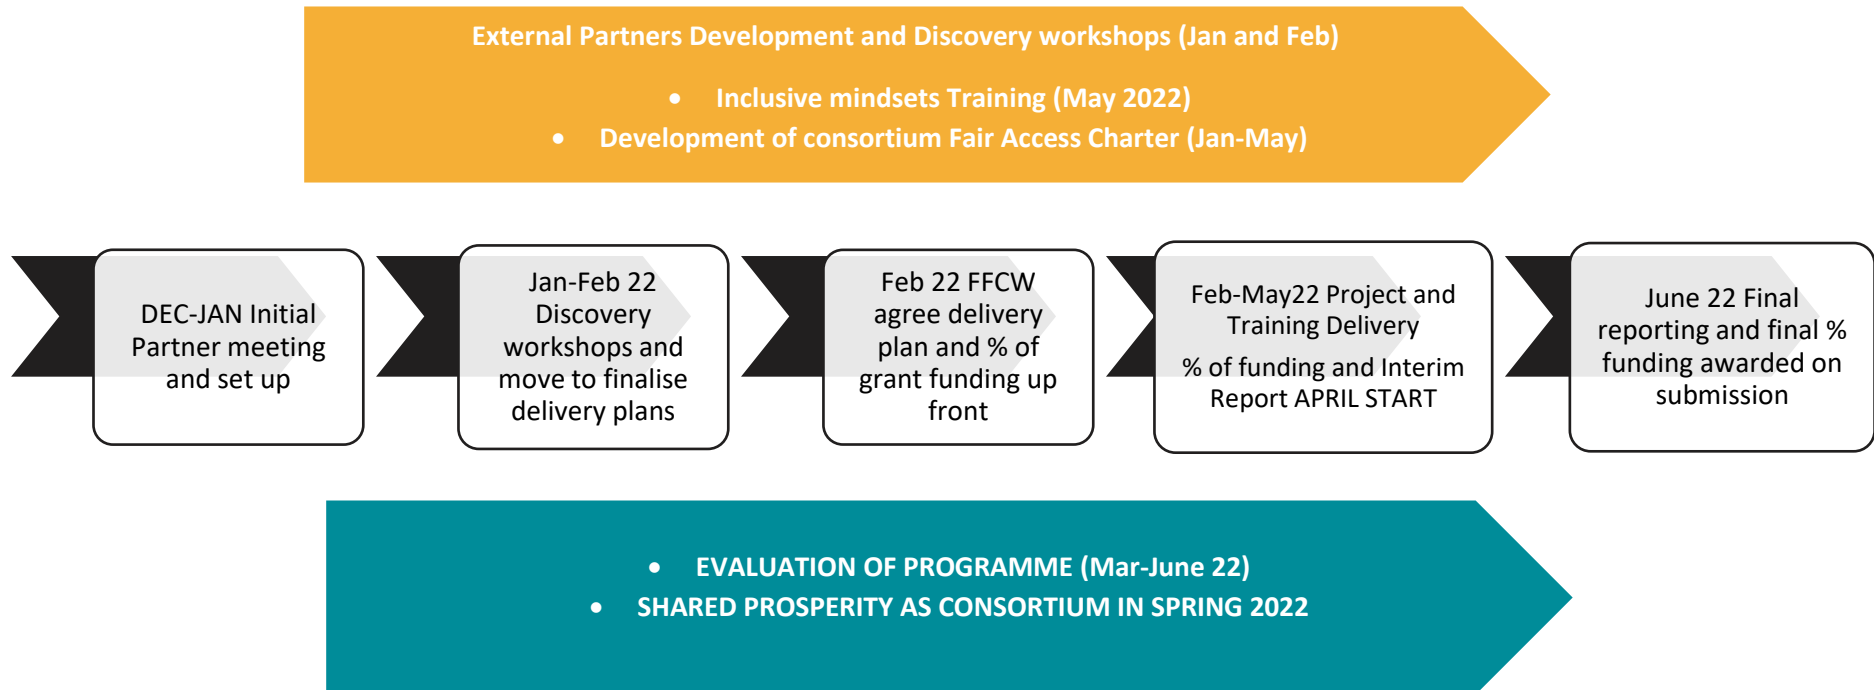 External Partners Development and Discovery workshops (Jan and Feb)
• Inclusive mindsets Training (May 2022)
• Development of consortium Fair Access Charter (Jan-May)
DEC-JAN Initial
Partner meeting
and set up
Jan-Feb 22
Discovery
workshops and
move to finalise
delivery plans
Feb 22 FFCW
agree delivery
plan and % of
grant funding up
front
Feb-May22 Project and
Training Delivery
% of funding and Interim
Report APRIL START
June 22 Final
reporting and final %
funding awarded on
submission
• EVALUATION OF PROGRAMME (Mar-June 22)
• SHARED PROSPERITY AS CONSORTIUM IN SPRING 2022